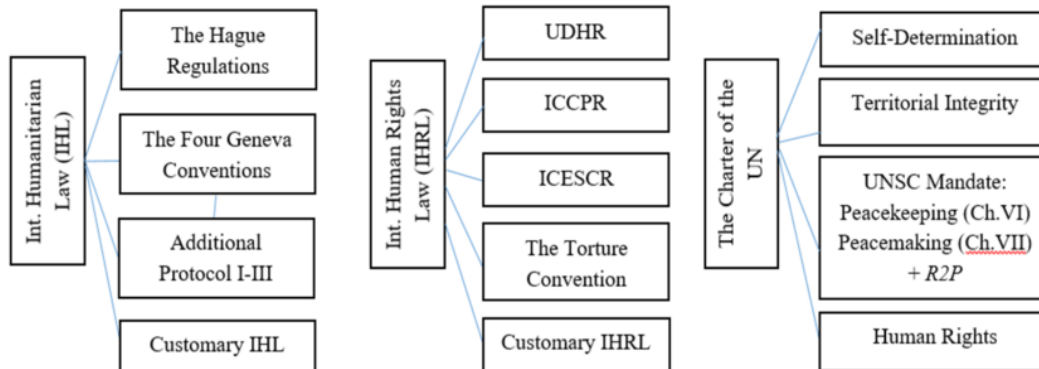 Int. Humanitarian
Law (IHL)
The Hague
Regulations
The Four Geneva
Conventions
Additional
Protocol I-III
Customary IHL
Int. Human Rights
Law (IHRL)
UDHR
ICCPR
ICESCR
The Torture
Convention
Customary IHRL
The Charter of the
UN
Self-Determination
Territorial Integrity
UNSC Mandate:
Peacekeeping (Ch.VI)
Peacemaking (Ch.VII)
+ R2P
Human Rights